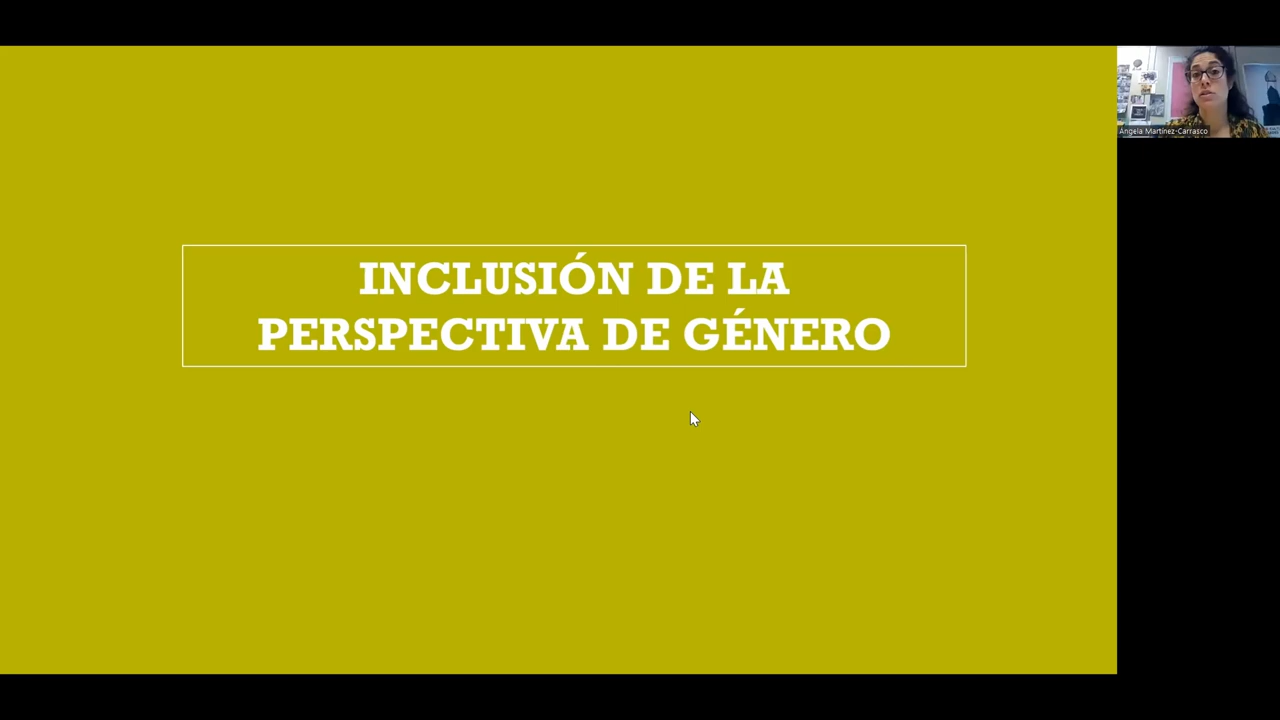 INCLUSIÓN DE LA
PERSPECTIVA DE GÉNERO
Ángela Martínez-Carrasco